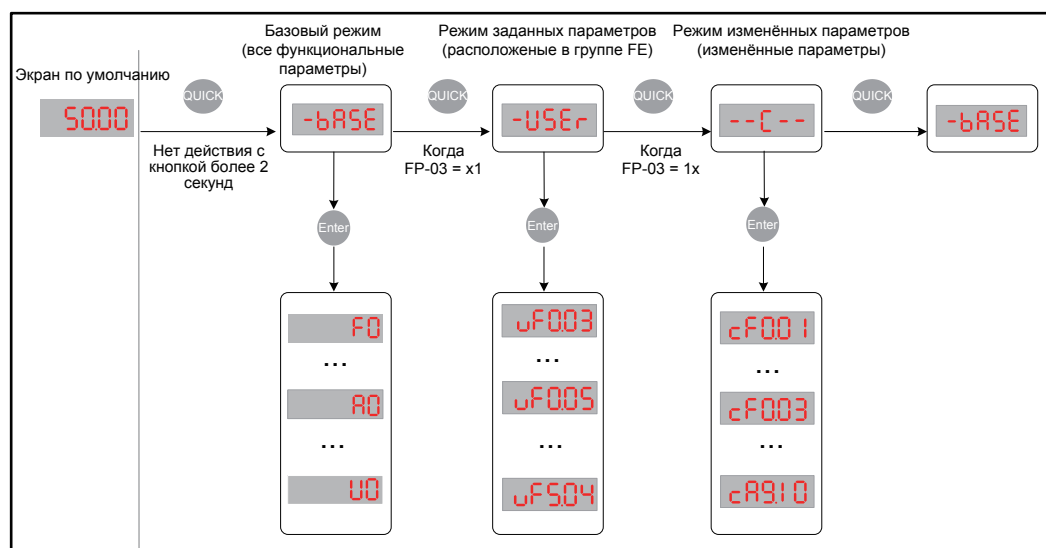 Базовый режим
(все функциональные
параметры)
Режим заданных параметров
(расположеные в группе FE)
Режим изменённых параметров
(изменённые параметры)
Экран по умолчанию
50.00
QUICK
-bASE
QUICK
-USEr
QUICK
--C--
QUICK
-bASE
Нет действия с
кнопкой более 2
секунд
Когда
FP-03 = x1
Когда
FP-03 = 1x
Enter
Enter
Enter
F0
...
A0
...
U0
uF0.03
...
uF0.05
...
uF5.04
cF0.01
...
cF0.03
...
cA9.10